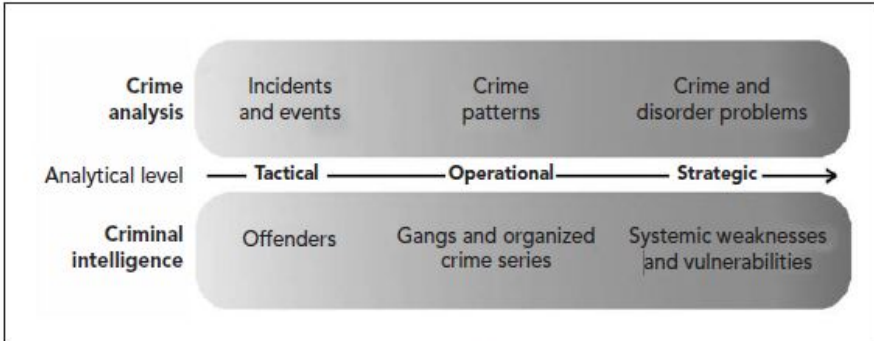 Crime analysis
Incidents and events
Crime patterns
Crime and disorder problems
Analytical level
Tactical
Operational
Strategic
Criminal intelligence
Offenders
Gangs and organized crime series
Systemic weaknesses and vulnerabilities